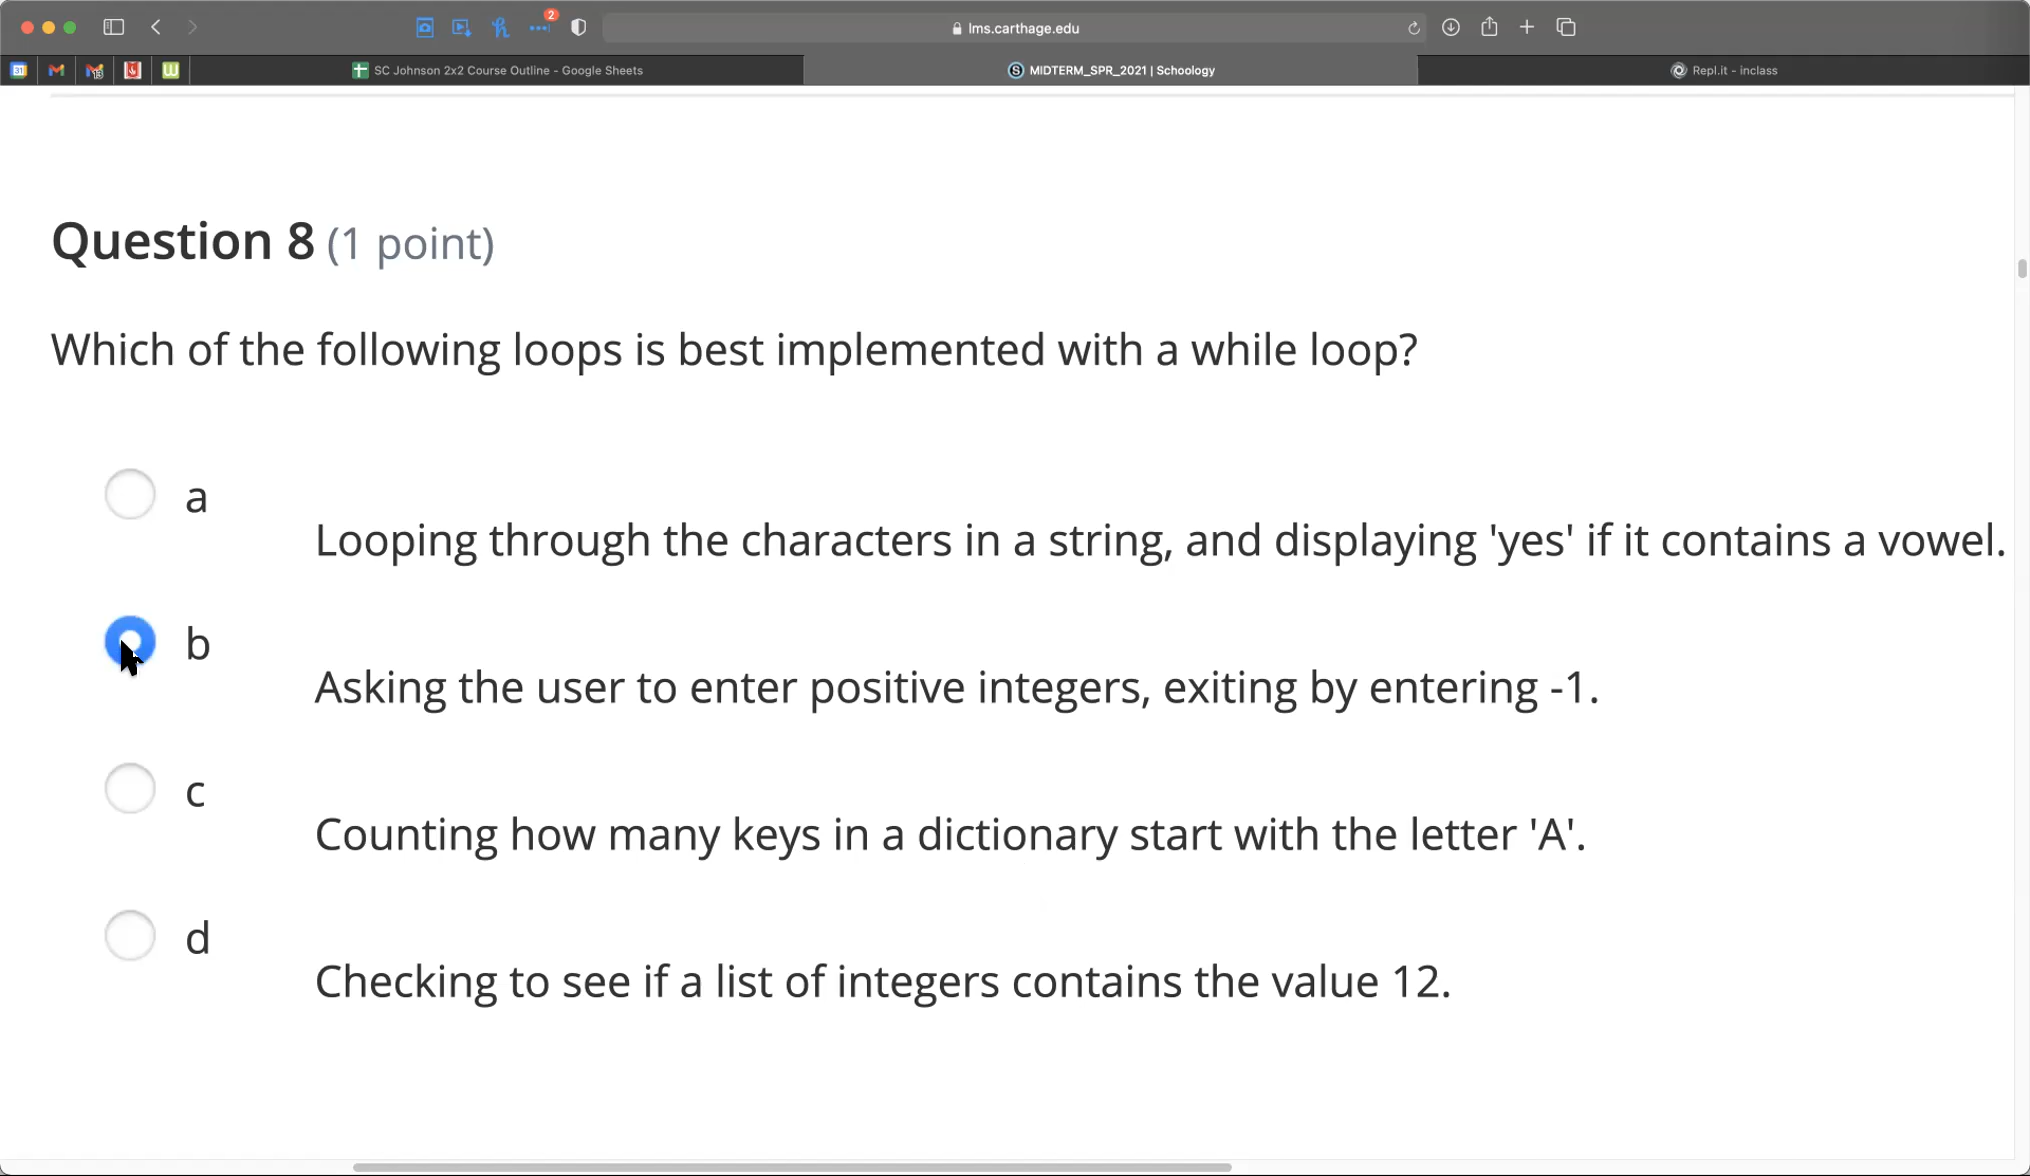 2
lms.carthage.edu
31
SC Johnson 2x2 Course Outline - Google Sheets
MIDTERM_SPR_2021 | Schoology
Repl.it - inclass
Question 8 (1 point)
Which of the following loops is best implemented with a while loop?
a
Looping through the characters in a string, and displaying 'yes' if it contains a vowel.
b
Asking the user to enter positive integers, exiting by entering -1.
c
Counting how many keys in a dictionary start with the letter 'A'.
d
Checking to see if a list of integers contains the value 12.